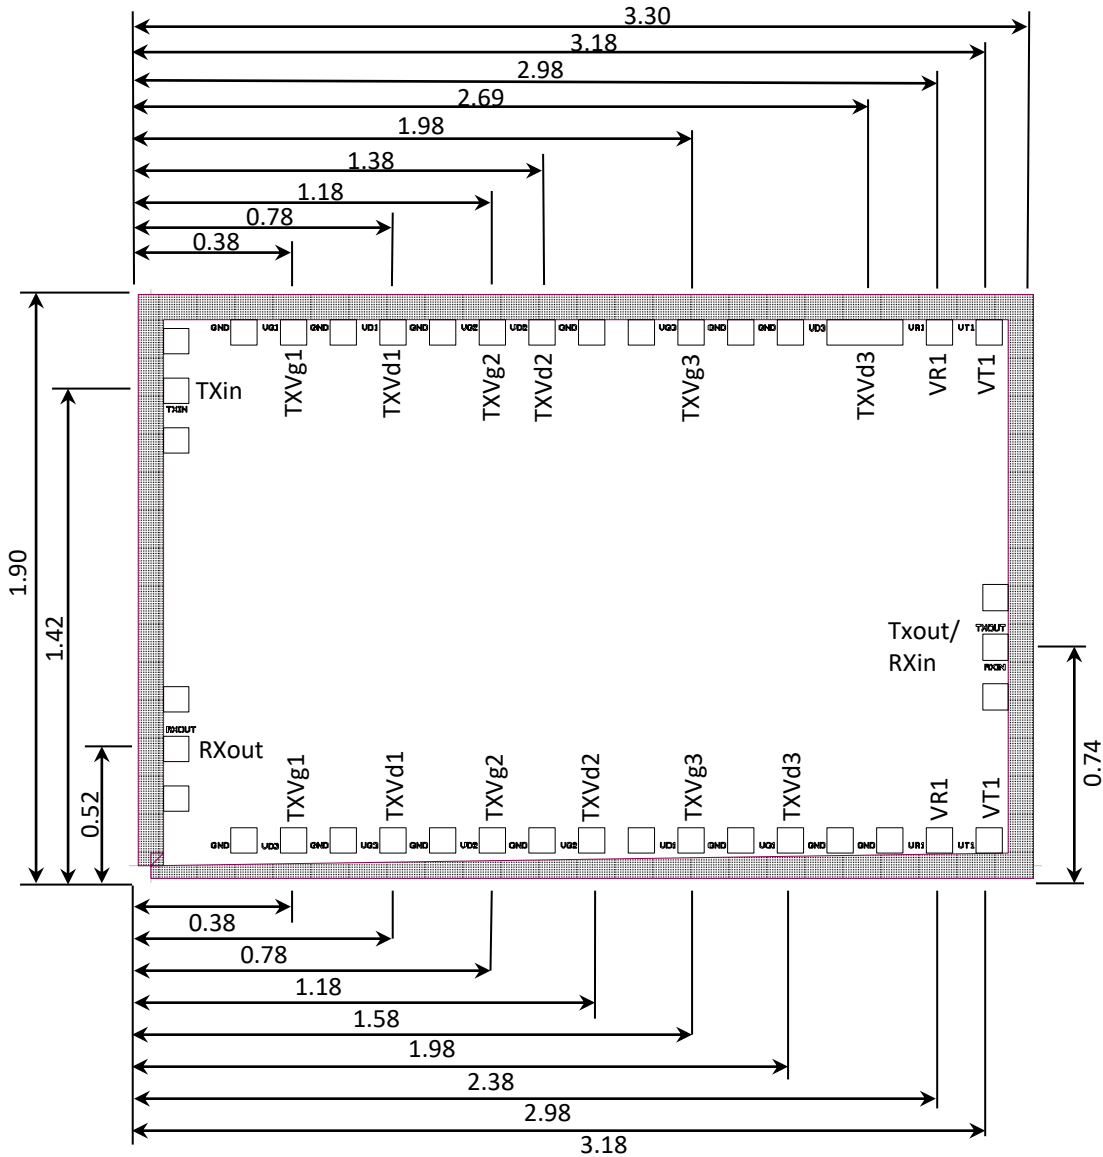 3.30
3.18
2.98
2.69
1.98
1.38
1.18
0.78
0.38
GND VG1 GND VD1 GND VG2 VD2 GND VG3 GND GND VD3 VR1 VT1
TXVg1 TXVd1 TXVg2 TXVd2 TXVg3 TXVd3 VR1 VT1
TXin
TXIN
1.90
1.42
Txout/
TXOUT
RXin
RXIN
RXOUT
RXout
0.52
0.74
TXVg1 TXVd1 TXVg2 TXVd2 TXVg3 TXVd3 VR1 VT1
GND VD3 GND VG3 GND VD2 GND VG2 VD1 GND VG1 GND GND VR1 VT1
0.38
0.78
1.18
1.58
1.98
2.38
2.98
3.18